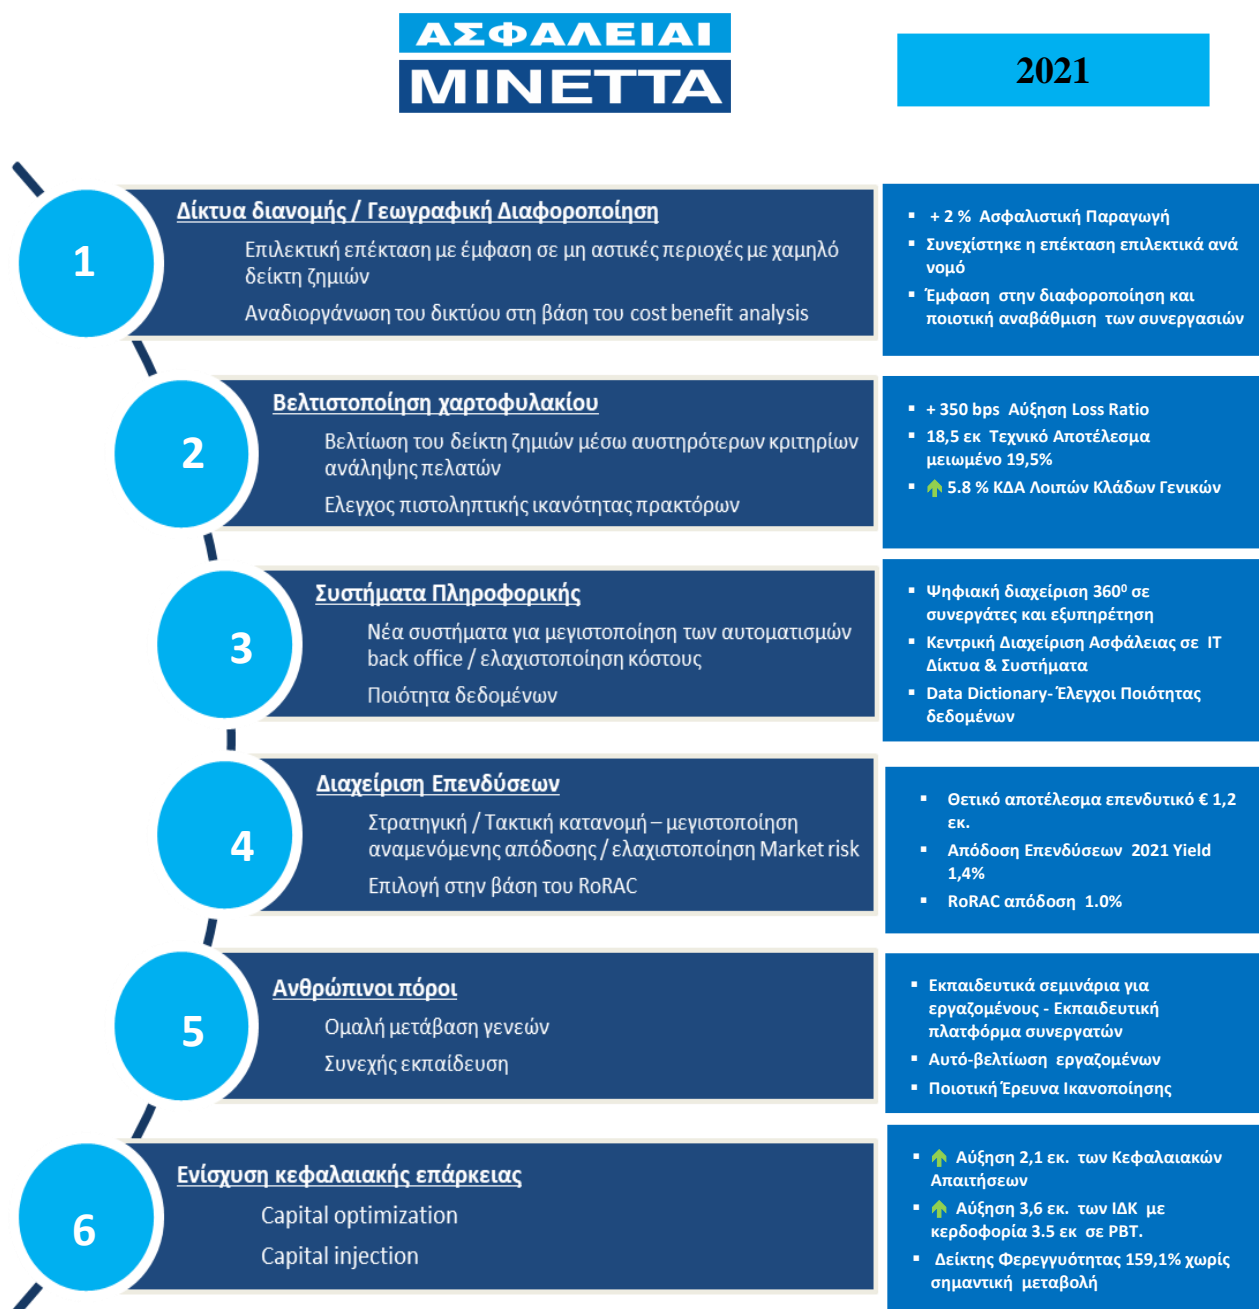 ΑΣΦΑΛΕΙΑΙ
ΜΙΝΕΤΤΑ
2021
1
Δίκτυα διανομής / Γεωγραφική Διαφοροποίηση
Επιλεκτική επέκταση με έμφαση σε μη αστικές περιοχές με χαμηλό
δείκτη ζημιών
Αναδιοργάνωση του δικτύου στη βάση του cost benefit analysis
▪ + 2 % Ασφαλιστική Παραγωγή
▪ Συνεχίστηκε η επέκταση επιλεκτικά ανά
νομό
▪ Έμφαση στην διαφοροποίηση και
ποιοτική αναβάθμιση των συνεργασιών
2
Βελτιστοποίηση χαρτοφυλακίου
Βελτίωση του δείκτη ζημιών μέσω αυστηρότερων κριτηρίων
ανάληψης πελατών
Ελεγχος πιστοληπτικής ικανότητας πρακτόρων
▪ + 350 bps Αύξηση Loss Ratio
▪ 18,5 εκ Τεχνικό Αποτέλεσμα
μειωμένο 19,5%
▪ 5.8 % ΚΔΑ Λοιπών Κλάδων Γενικών
3
Συστήματα Πληροφορικής
Νέα συστήματα για μεγιστοποίηση των αυτοματισμών
back office / ελαχιστοποίηση κόστους
Ποιότητα δεδομένων
▪ Ψηφιακή διαχείριση 360⁰ σε
συνεργάτες και εξυπηρέτηση
▪ Κεντρική Διαχείριση Ασφάλειας σε IT
Δίκτυα & Συστήματα
▪ Data Dictionary- Έλεγχοι Ποιότητας
δεδομένων
4
Διαχείριση Επενδύσεων
Στρατηγική / Τακτική κατανομή – μεγιστοποίηση
αναμενόμενης απόδοσης / ελαχιστοποίηση Market risk
Επιλογή στην βάση του RoRAC
▪ Θετικό αποτέλεσμα επενδυτικό € 1,2
εκ.
▪ Απόδοση Επενδύσεων 2021 Yield
1,4%
▪ RoRAC απόδοση 1.0%
5
Ανθρώπινοι πόροι
Ομαλή μετάβαση γενεών
Συνεχής εκπαίδευση
▪ Εκπαιδευτικά σεμινάρια για
εργαζομένους - Εκπαιδευτική
πλατφόρμα συνεργατών
▪ Αυτό-βελτίωση εργαζομένων
▪ Ποιοτική Έρευνα Ικανοποίησης
6
Ενίσχυση κεφαλαιακής επάρκειας
Capital optimization
Capital injection
▪ Αύξηση 2,1 εκ. των Κεφαλαιακών
Απαιτήσεων
▪ Αύξηση 3,6 εκ. των ΙΔΚ με
κερδοφορία 3.5 εκ σε PBT.
▪ Δείκτης Φερεγγυότητας 159,1% χωρίς
σημαντική μεταβολή